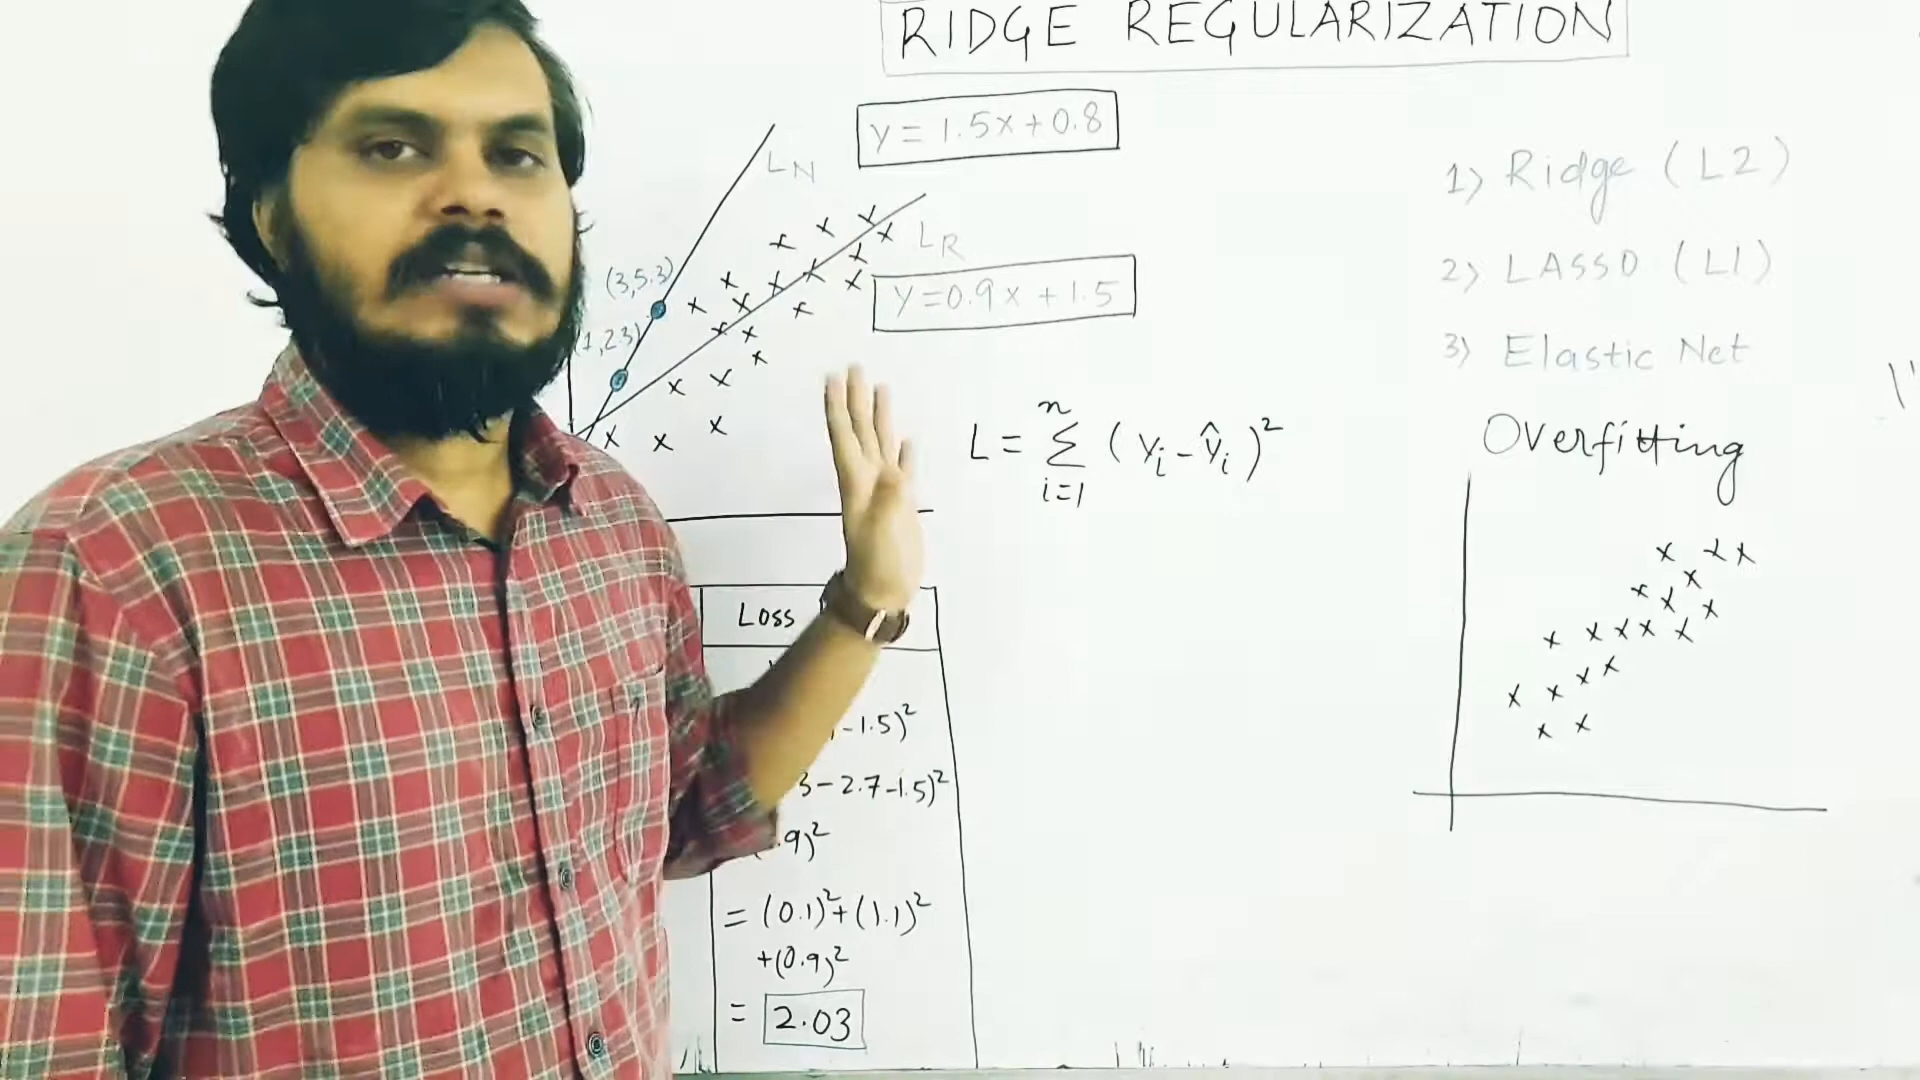 RIDGE REGULARIZATION
y = 1.5x + 0.8
LN
LR
(3,5.3)
(1,2.3)
y = 0.9x + 1.5
1) Ridge (L2)
2) LASSO (L1)
3) Elastic Net
L = n Σ i=1 (yi - ŷi)²
Overfitting
Loss
-1.5)²
3-2.7-1.5)²
.9)²
= (0.1)² + (1.1)²
+(0.9)²
= 2.03